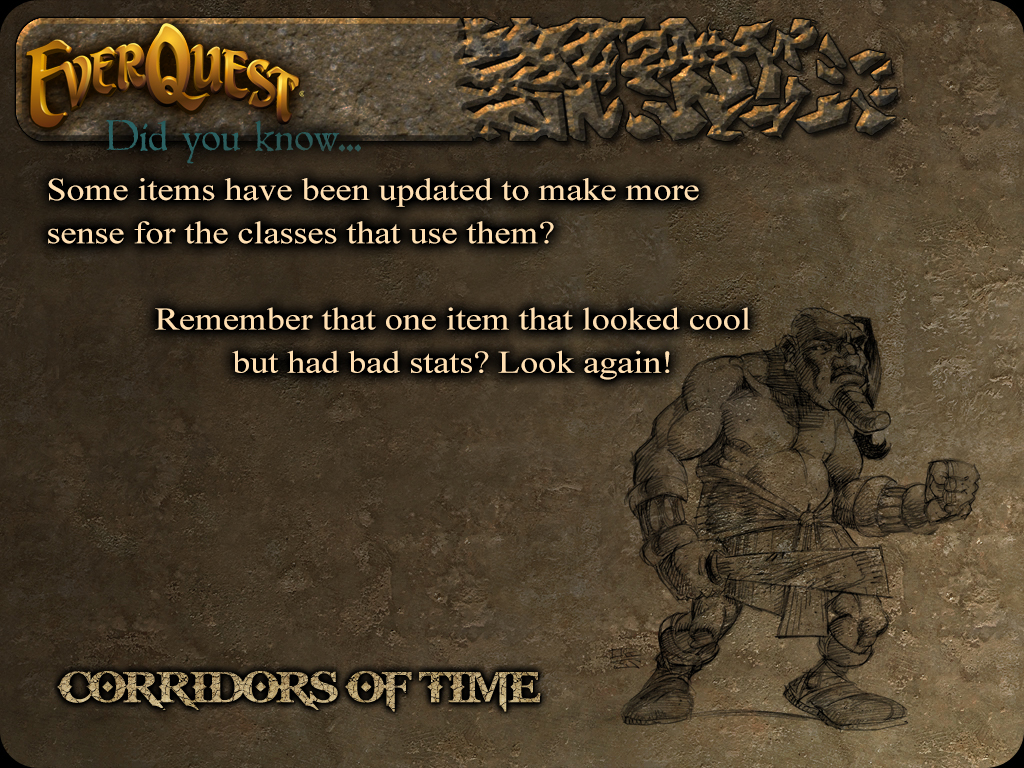 EverQuest
Did you know...
Some items have been updated to make more
sense for the classes that use them?
Remember that one item that looked cool
but had bad stats? Look again!
CORRIDORS OF TIME